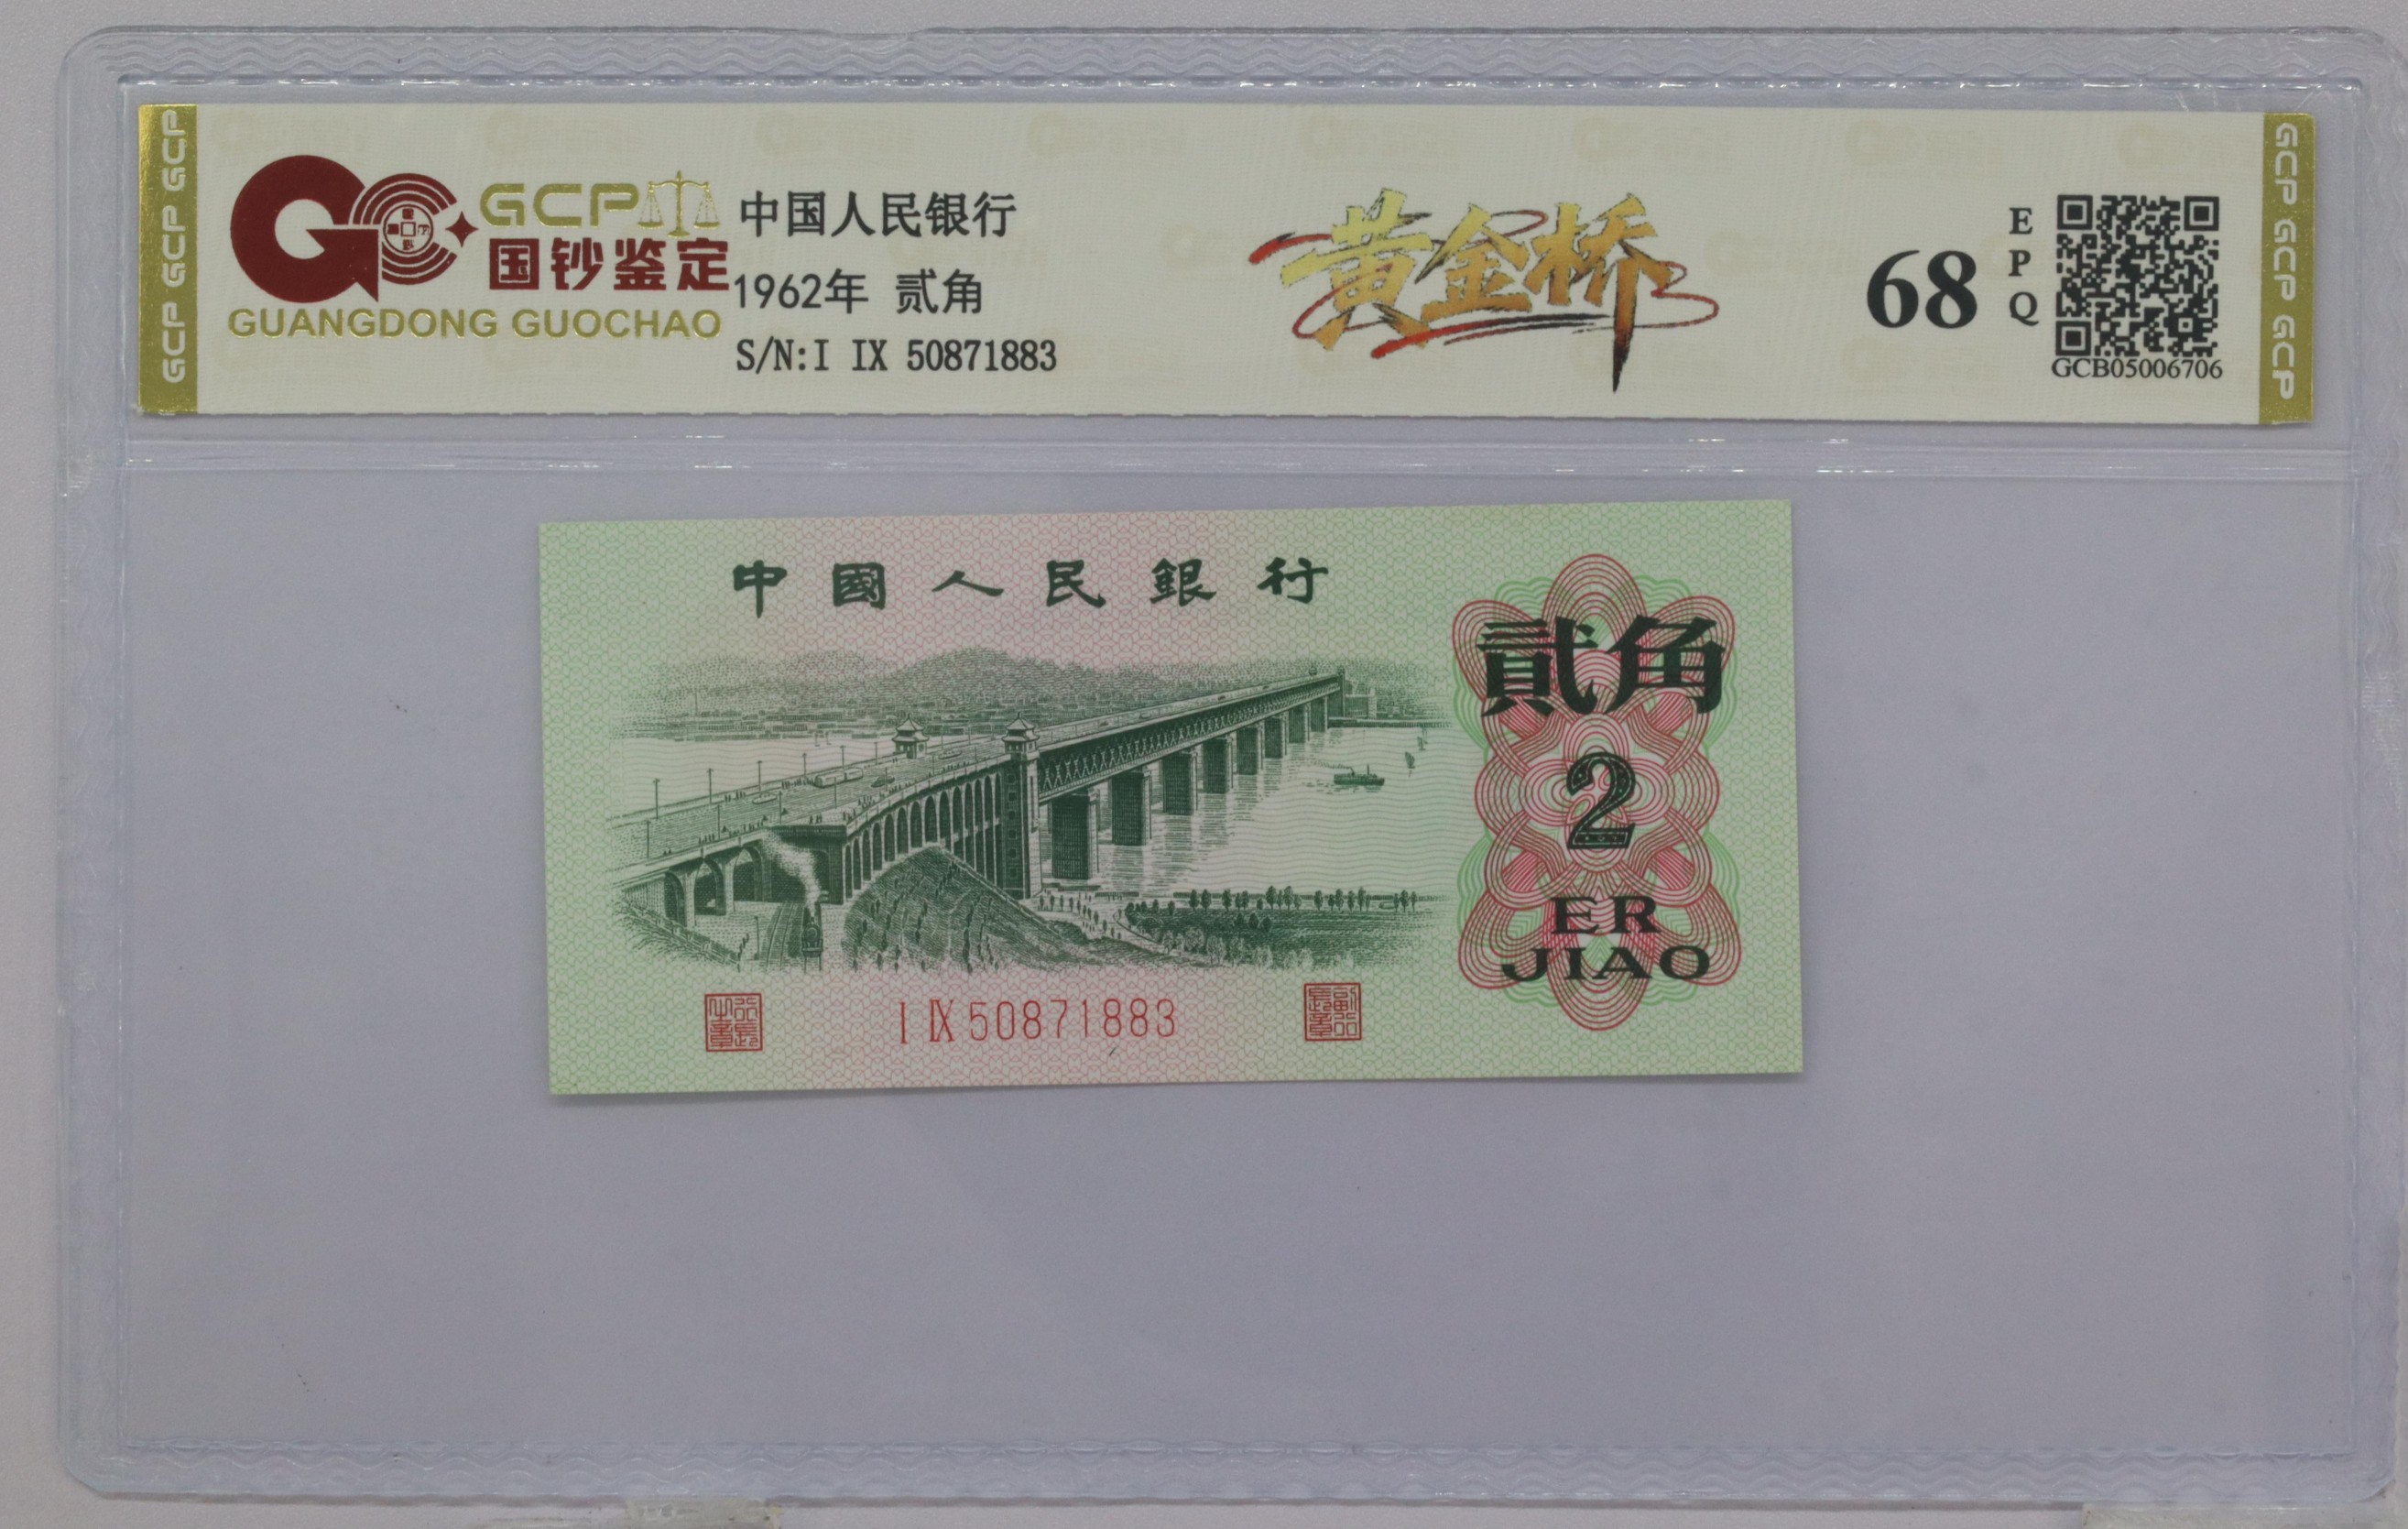 GCP GCP GCP
GCP
国钞鉴定
GUANGDONG GUOCHAO
中国人民银行
1962年 贰角
S/N:I IX 50871883
黄金桥
68
EPQ
GCB05006706
GCP GCP GCP
中國人民銀行
貳角
2
ER
JIAO
I IX 50871883